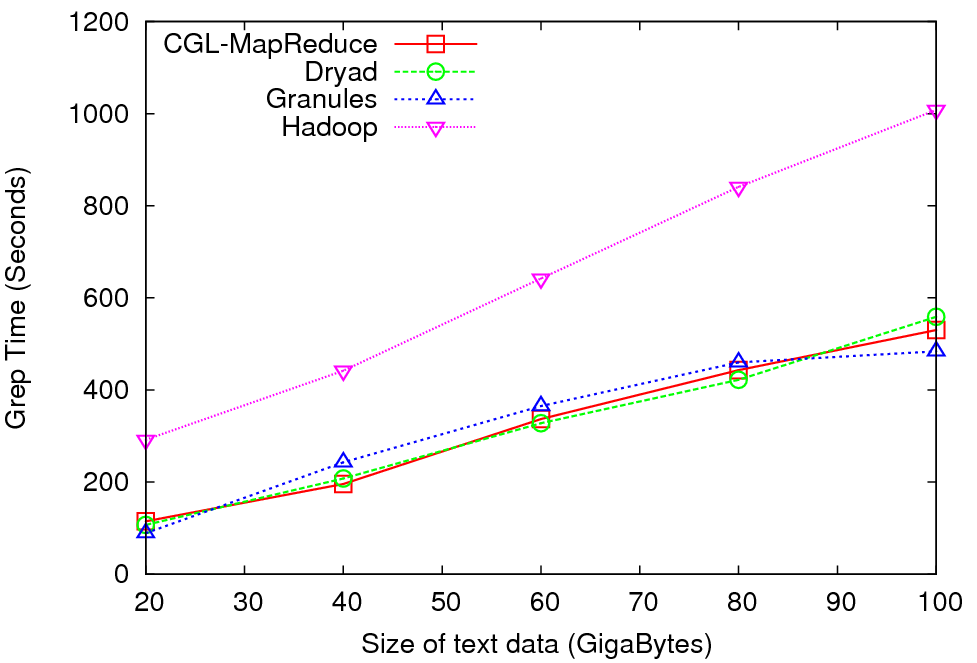 1200
1000
800
600
400
200
0
Grep Time (Seconds)
CGL-MapReduce
Dryad
Granules
Hadoop
20 30 40 50 60 70 80 90 100
Size of text data (GigaBytes)